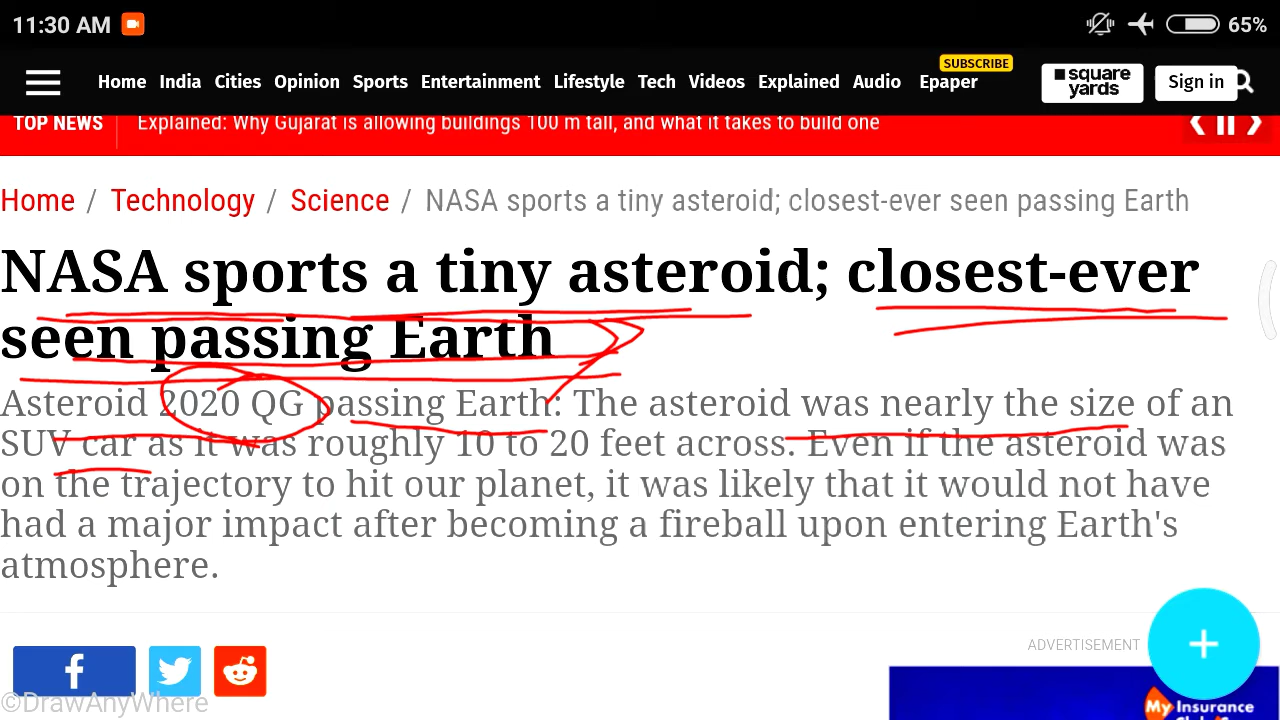 11:30 AM 65%
SUBSCRIBE
Home India Cities Opinion Sports Entertainment Lifestyle Tech Videos Explained Audio Epaper square yards Sign in
TOP NEWS Explained: Why Gujarat is allowing buildings 100 m tall, and what it takes to build one
Home / Technology / Science / NASA sports a tiny asteroid; closest-ever seen passing Earth
NASA sports a tiny asteroid; closest-ever
seen passing Earth
Asteroid 2020 QG passing Earth: The asteroid was nearly the size of an
SUV car as it was roughly 10 to 20 feet across. Even if the asteroid was
on the trajectory to hit our planet, it was likely that it would not have
had a major impact after becoming a fireball upon entering Earth's
atmosphere.
ADVERTISEMENT
©DrawAnyWhere
My Insurance